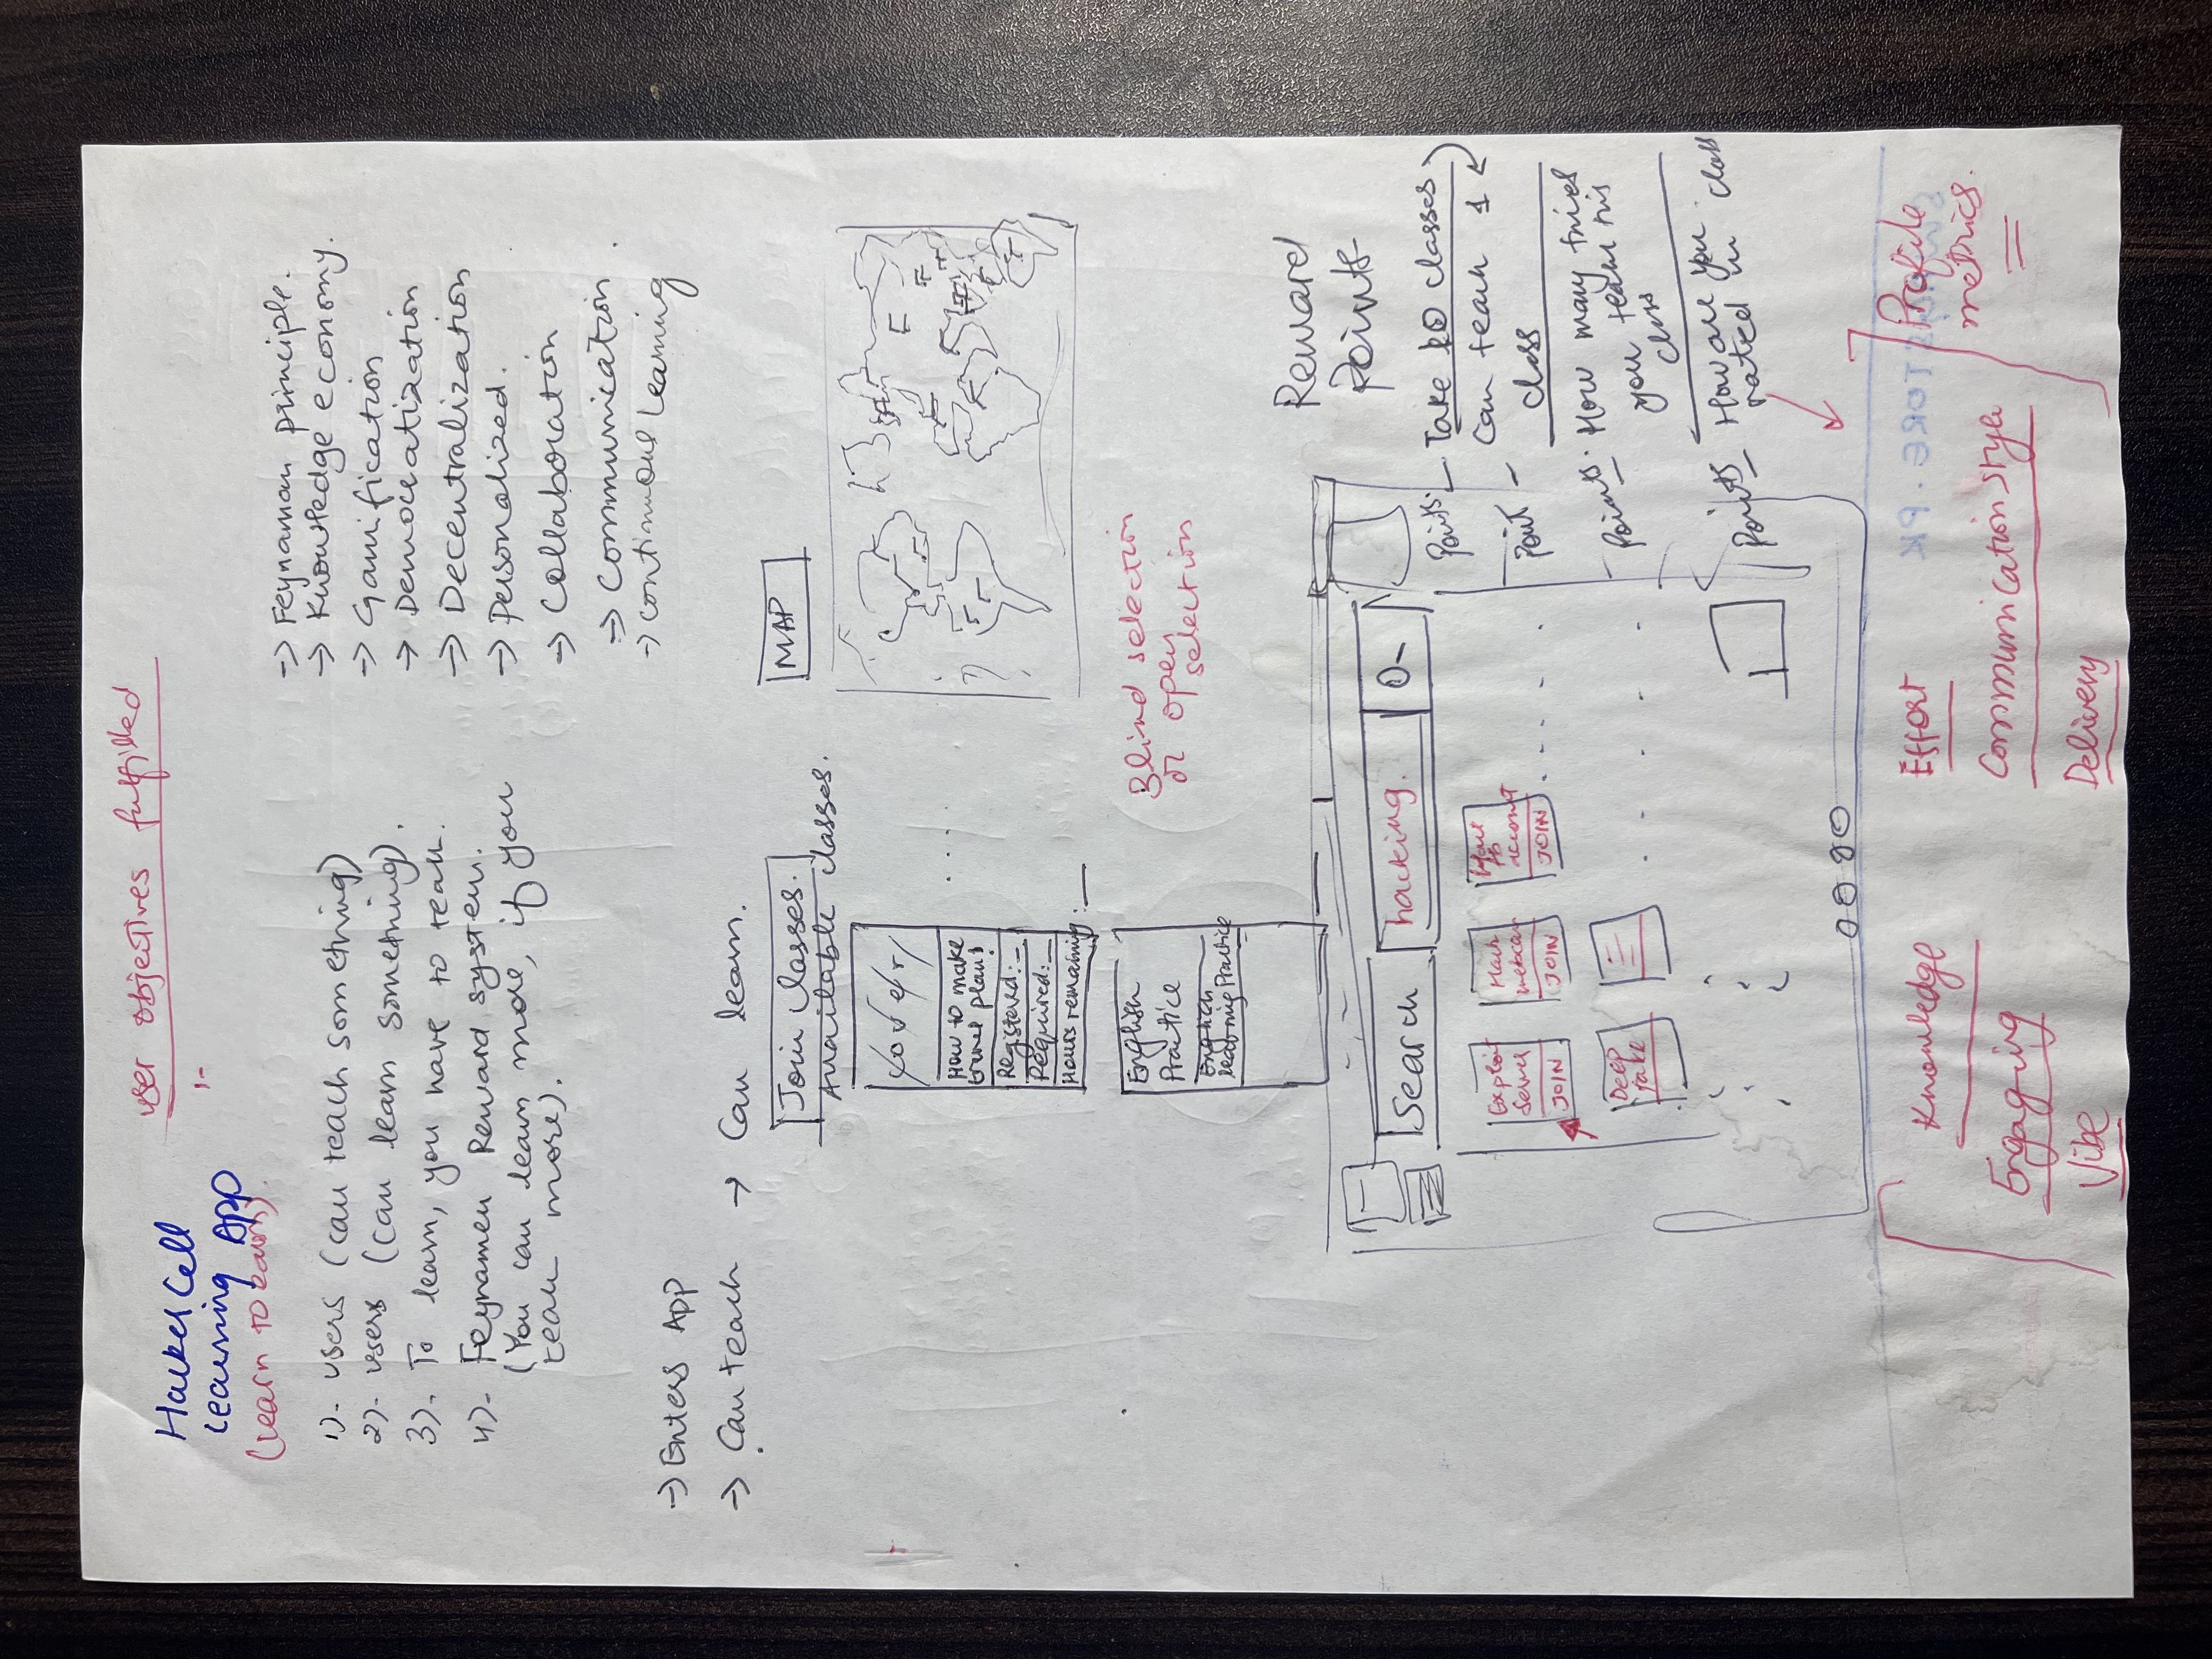 Hacker Cell
Learning App
(Learn to Earn).
user objectives fulfilled
:-
1)- users (can teach something)
2)- users (can learn something).
3)- To learn, you have to teach.
4)- Feynamen Reward system.
(You can learn more, if you
teach more).
-> Feynman principle.
-> Knowledge economy.
-> Gamification
-> Democratization
-> Decentralization
-> Personalized.
-> Collaboration
-> Communication
-> continuous learning
-> Enters App
-> Can teach -> Can learn.
Join Classes.
Available classes.
How to make
travel plans?
Registered:-
Required:-
Hours remaining:-
English
Practice
English
learning Practice
MAP
Blind selection
or open
selection
Search
hacking.
Exploit
Server
JOIN
Hack
webcam
JOIN
Hack
account
JOIN
Deep
fake
Reward
Points
Points - Take 10 classes
Point - Can teach 1
class
Points - How many times
you teach this
class
Points - How are your class
rated in
Profile
metrics.
Knowledge
Effort
Engaging
Communication style
Vibe
Delivery